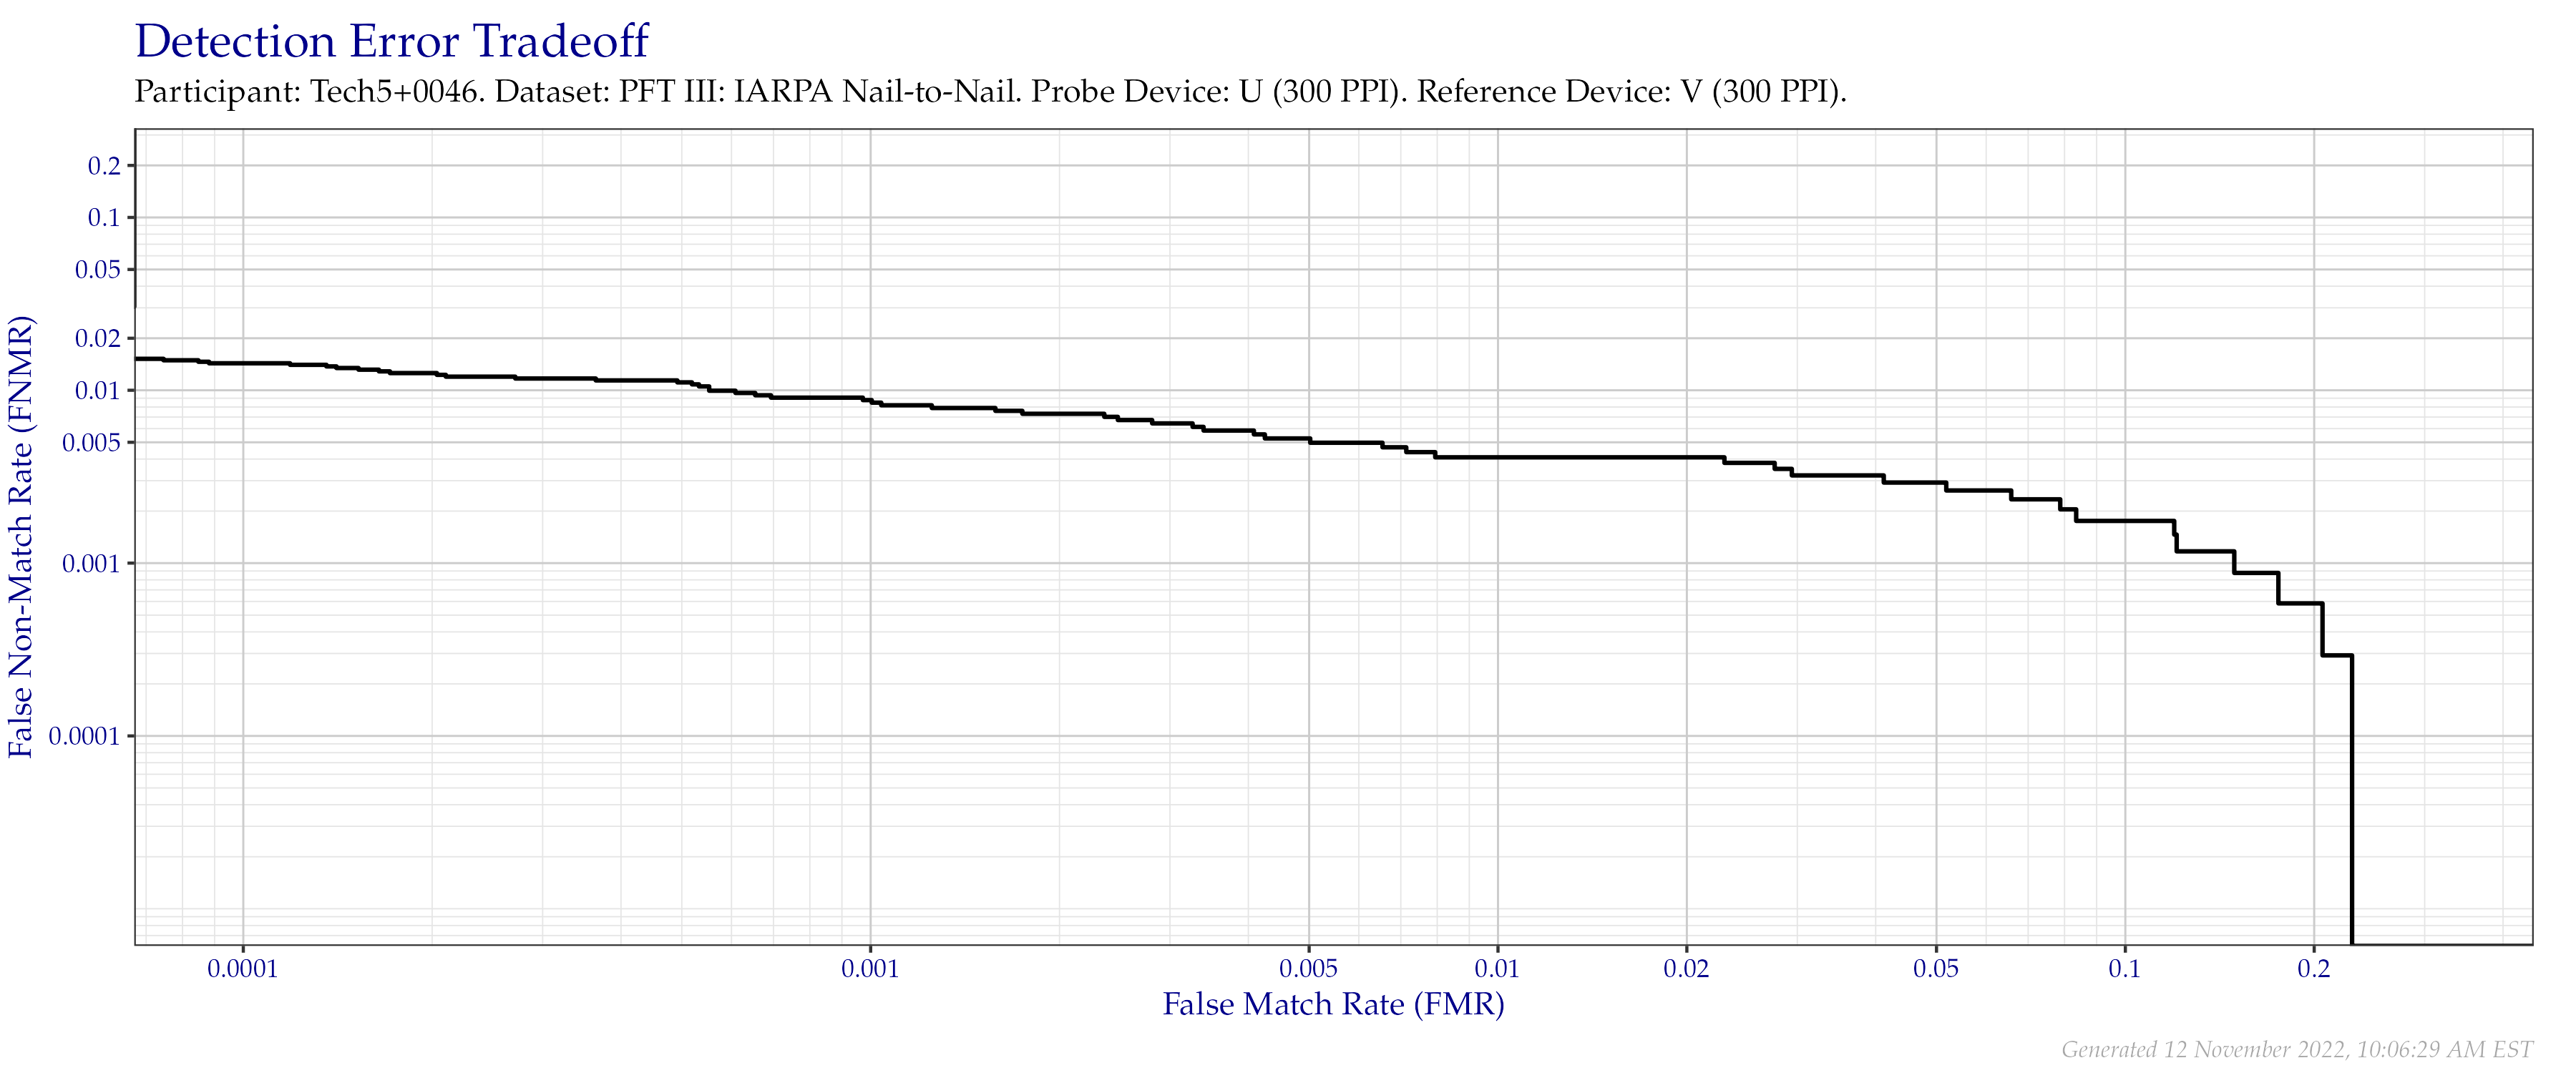 Detection Error Tradeoff
Participant: Tech5+0046. Dataset: PFT III: IARPA Nail-to-Nail. Probe Device: U (300 PPI). Reference Device: V (300 PPI).
False Non-Match Rate (FNMR)
0.2
0.1
0.05
0.02
0.01
0.005
0.001
0.0001
0.0001 0.001 0.005 0.01 0.02 0.05 0.1 0.2
False Match Rate (FMR)
Generated 12 November 2022, 10:06:29 AM EST